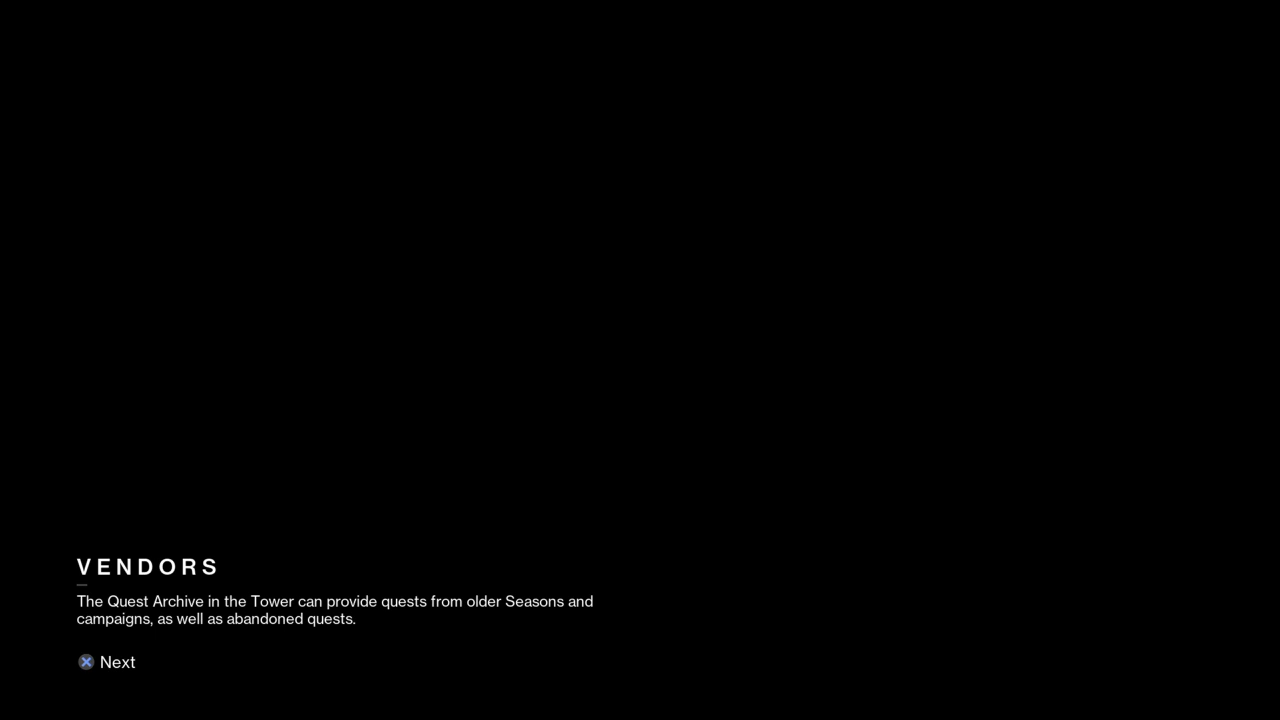 VENDORS
The Quest Archive in the Tower can provide quests from older Seasons and
campaigns, as well as abandoned quests.
Next